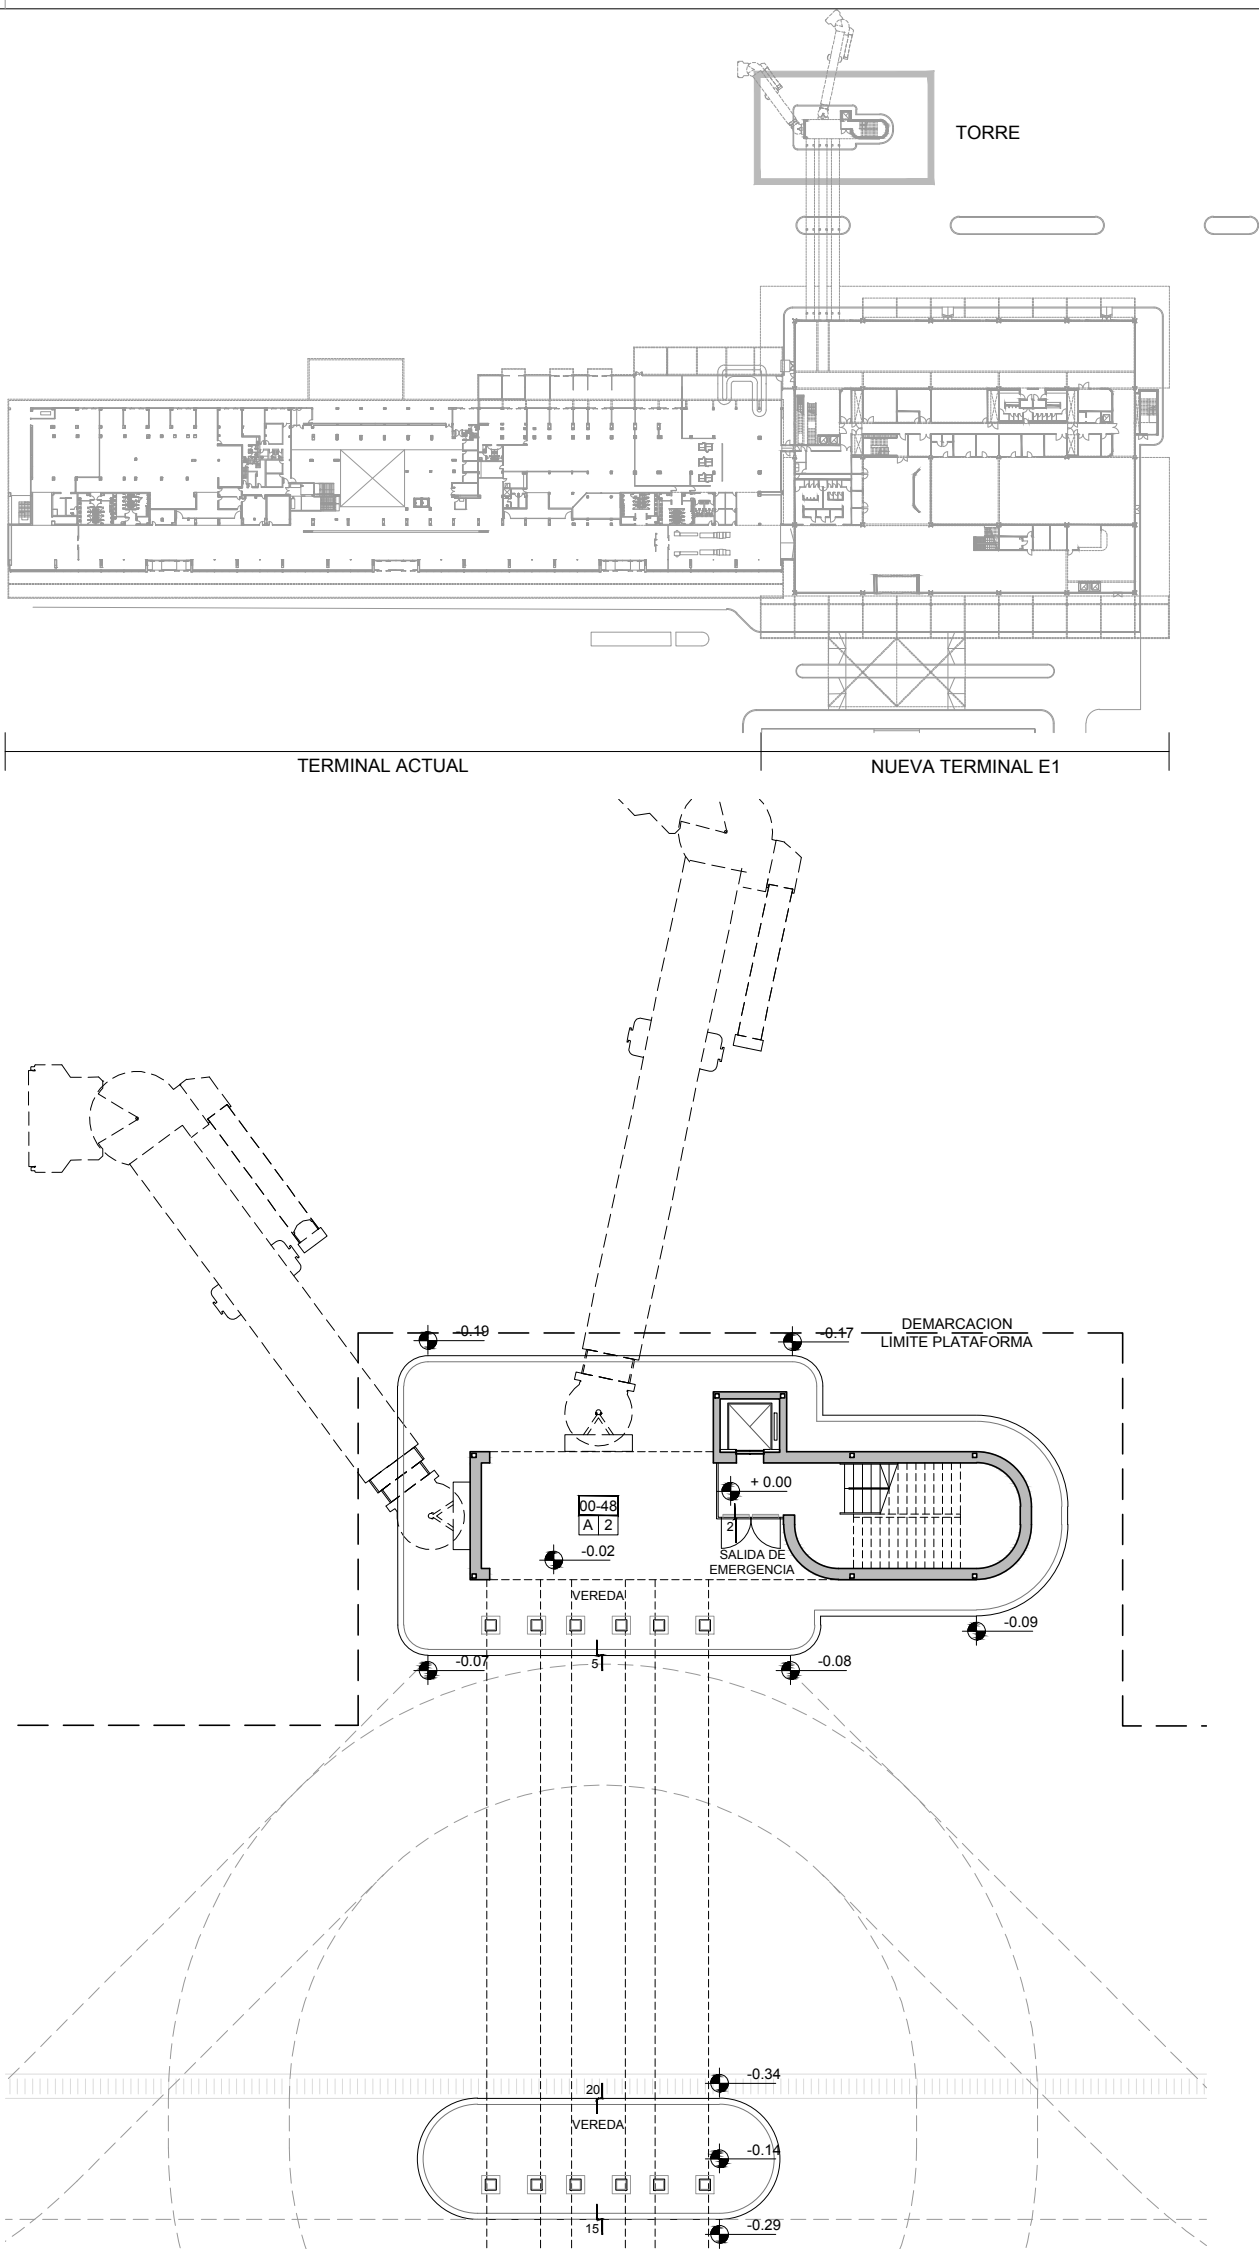 TORRE
TERMINAL ACTUAL
NUEVA TERMINAL E1
-0.19
-0.17
DEMARCACION
LIMITE PLATAFORMA
+ 0.00
00-48
A 2
2
-0.02
SALIDA DE
EMERGENCIA
VEREDA
-0.09
-0.07
5
-0.08
-0.34
20
VEREDA
-0.14
15
-0.29